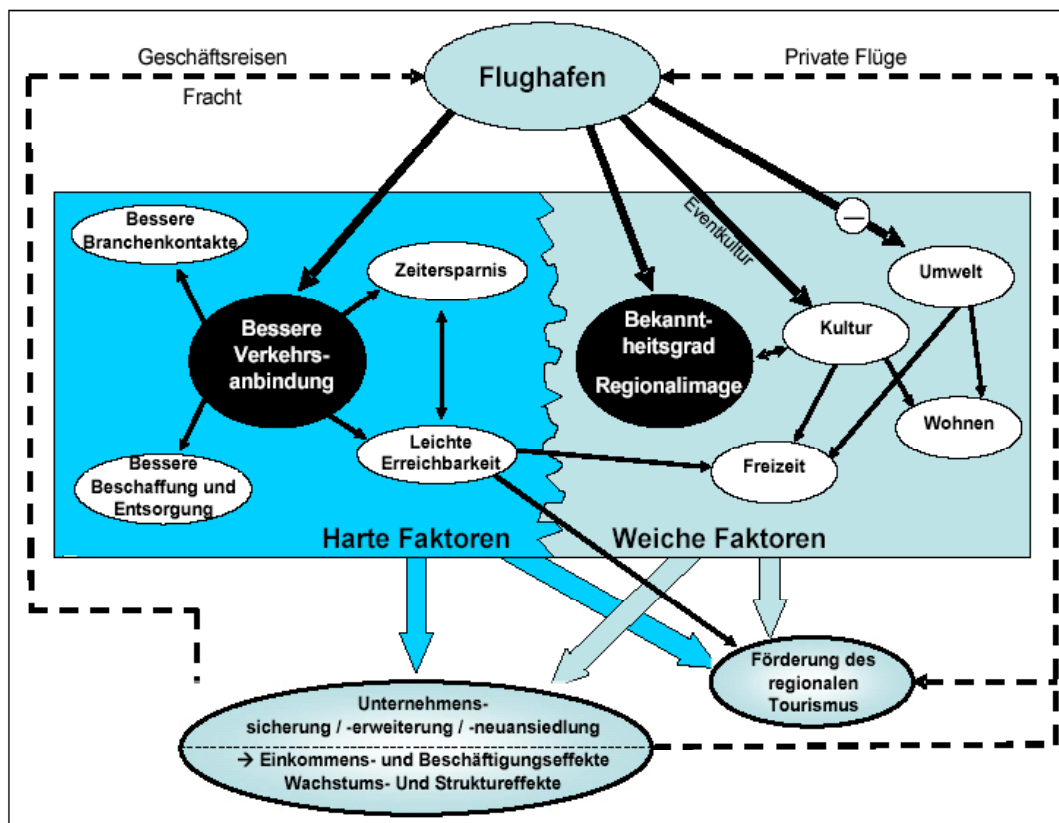 Geschäftsreisen
Fracht
Flughafen
Private Flüge
Eventkultur
—
Bessere
Branchenkontakte
Zeitersparnis
Bessere
Verkehrs-
anbindung
Leichte
Erreichbarkeit
Bessere
Beschaffung und
Entsorgung
Harte Faktoren
Bekannt-
heitsgrad
Regionalimage
Kultur
Umwelt
Wohnen
Freizeit
Weiche Faktoren
Unternehmens-
sicherung / -erweiterung / -neuansiedlung
→ Einkommens- und Beschäftigungseffekte
Wachstums- Und Struktureffekte
Förderung des
regionalen
Tourismus